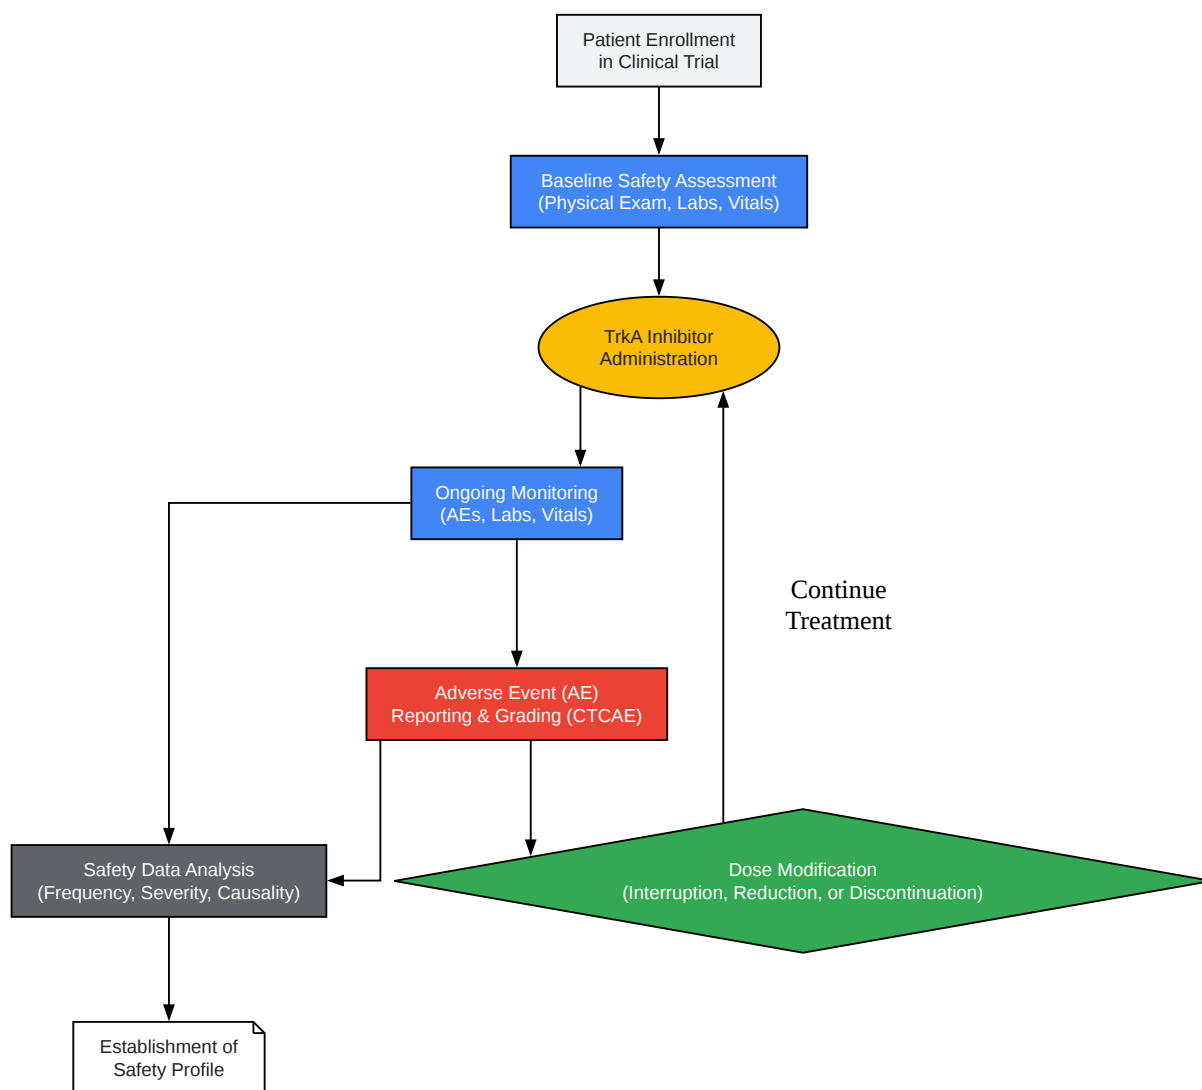 Patient Enrollment
in Clinical Trial
Baseline Safety Assessment
(Physical Exam, Labs, Vitals)
TrkA Inhibitor
Administration
Ongoing Monitoring
(AEs, Labs, Vitals)
Continue
Treatment
Adverse Event (AE)
Reporting & Grading (CTCAE)
Safety Data Analysis
(Frequency, Severity, Causality)
Dose Modification
(Interruption, Reduction, or Discontinuation)
Establishment of
Safety Profile